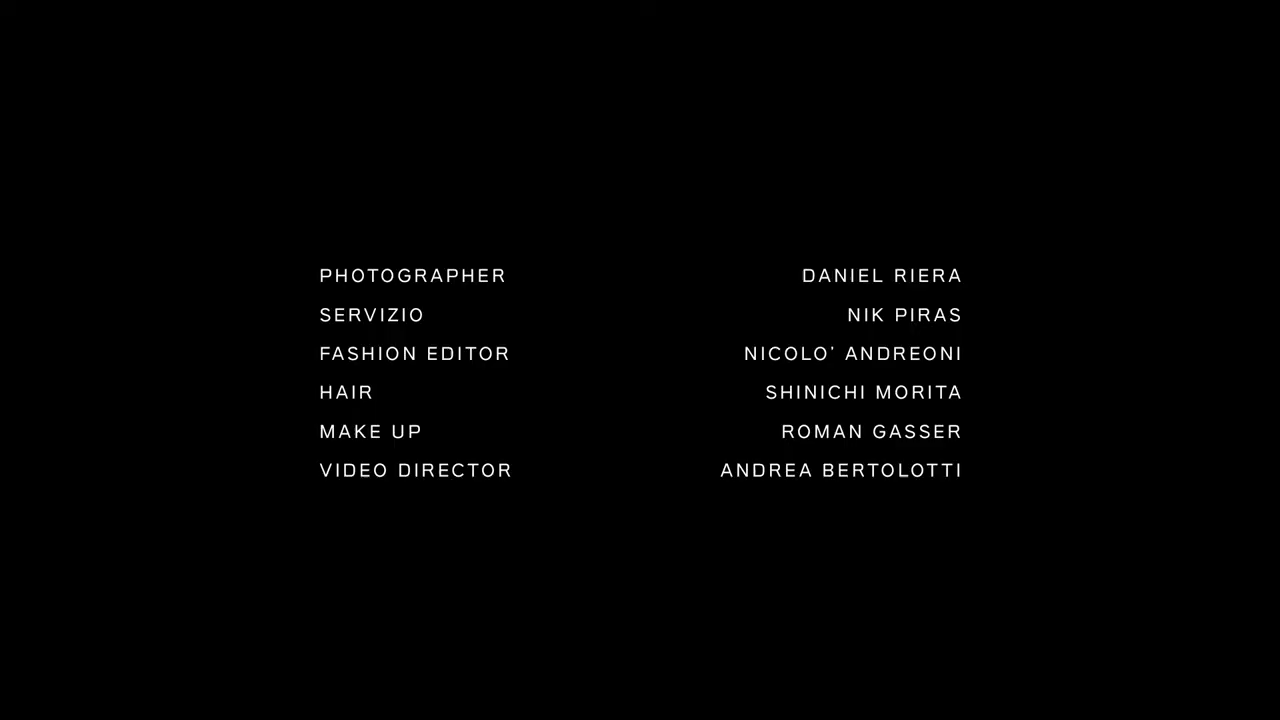 PHOTOGRAPHER DANIEL RIERA
SERVIZIO NIK PIRAS
FASHION EDITOR NICOLO' ANDREONI
HAIR SHINICHI MORITA
MAKE UP ROMAN GASSER
VIDEO DIRECTOR ANDREA BERTOLOTTI